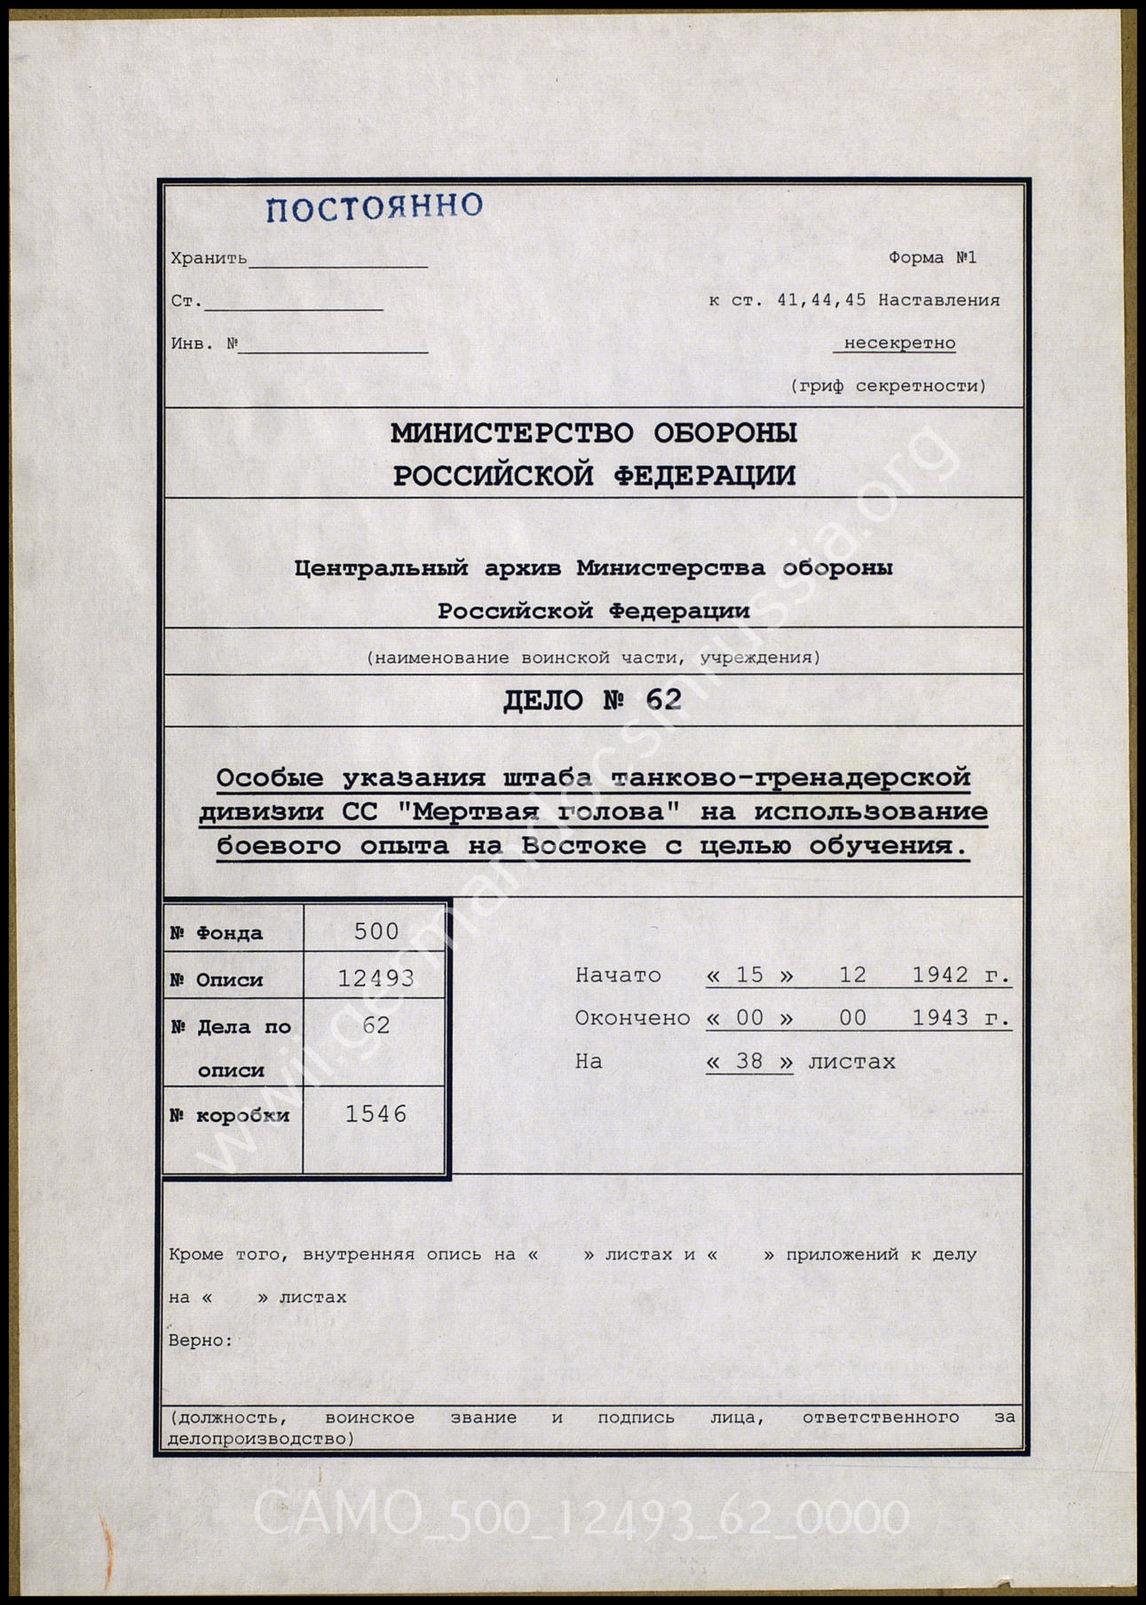 ПОСТОЯННО
Хранить
Форма №1
Ст.
к ст. 41,44,45 Наставления
Инв. №
несекретно
(гриф секретности)
МИНИСТЕРСТВО ОБОРОНЫ
РОССИЙСКОЙ ФЕДЕРАЦИИ
Центральный архив Министерства обороны
Российской Федерации
(наименование воинской части, учреждения)
ДЕЛО № 62
Особые указания штаба танково-гренадерской
дивизии СС "Мертвая голова" на использование
боевого опыта на Востоке с целью обучения.
№ Фонда 500
№ Описи 12493
№ Дела по 62
описи
№ коробки 1546
Начато « 15 » 12 1942 г.
Окончено « 00 » 00 1943 г.
На « 38 » листах
Кроме того, внутренняя опись на « » листах и « » приложений к делу
на « » листах
Верно:
(должность, воинское звание и подпись лица, ответственного за
делопроизводство)
www.germandocsinrussia.org
CAMO_500_12493_62_0000